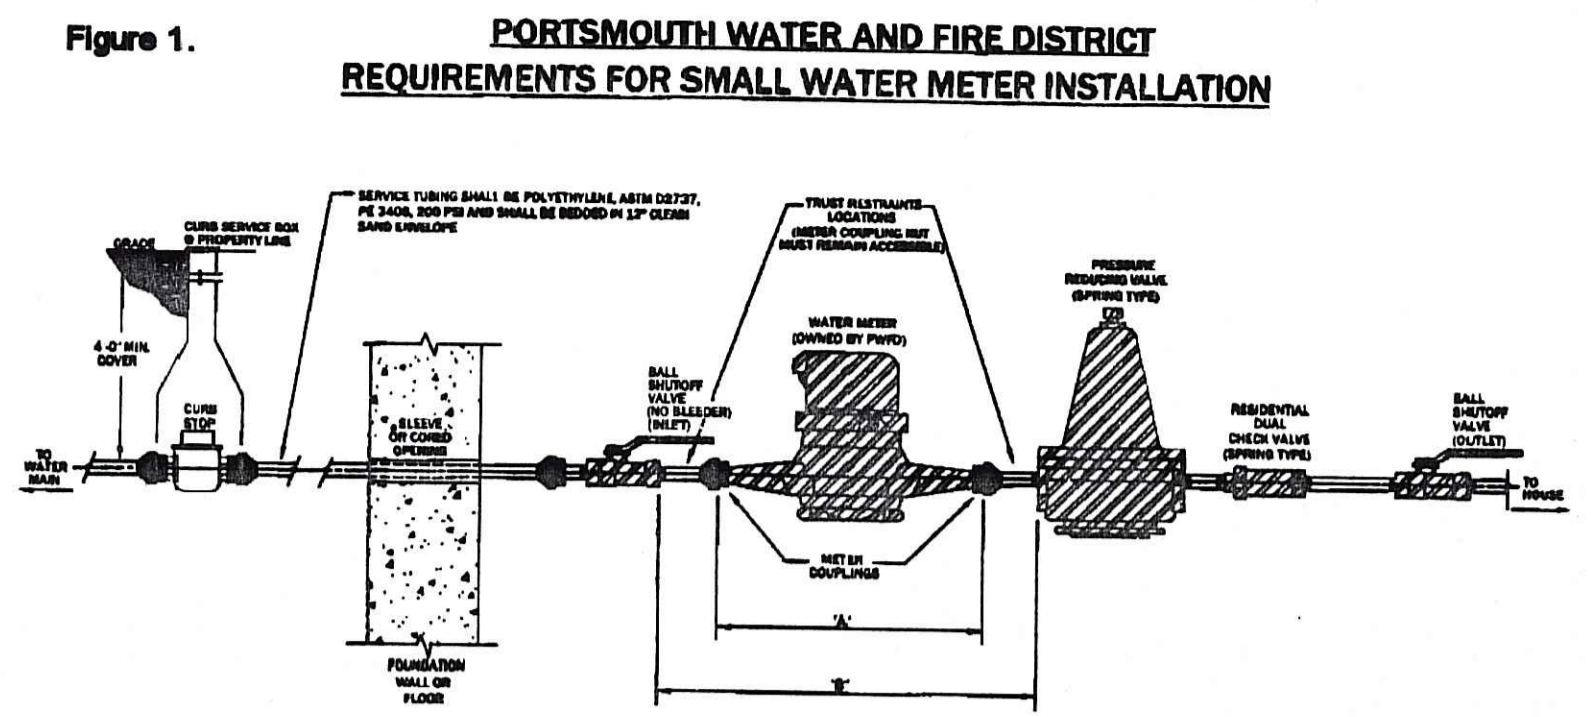 Figure 1.
PORTSMOUTH WATER AND FIRE DISTRICT
REQUIREMENTS FOR SMALL WATER METER INSTALLATION
SERVICE TUBING SHALL BE POLYETHYLENE, ASTM D2737,
PE 3408, 200 PSI AND SHALL BE BEDDED IN 12" CLEAN
SAND ENVELOPE
TRUST RESTRAINTS
LOCATIONS
(METER COUPLING NUT
MUST REMAIN ACCESSIBLE)
CURB SERVICE BOX
@ PROPERTY LINE
GRADE
PRESSURE
REDUCING VALVE
(SPRING TYPE)
WATER METER
(OWNED BY PWFD)
4'-0" MIN.
COVER
BALL
SHUTOFF
VALVE
(NO BLEEDER)
(INLET)
CURB
STOP
SLEEVE
OR CORED
OPENING
RESIDENTIAL
DUAL
CHECK VALVE
(SPRING TYPE)
BALL
SHUTOFF
VALVE
(OUTLET)
TO
WATER
MAIN
TO
HOUSE
METER
COUPLINGS
'A'
'B'
FOUNDATION
WALL OR
FLOOR